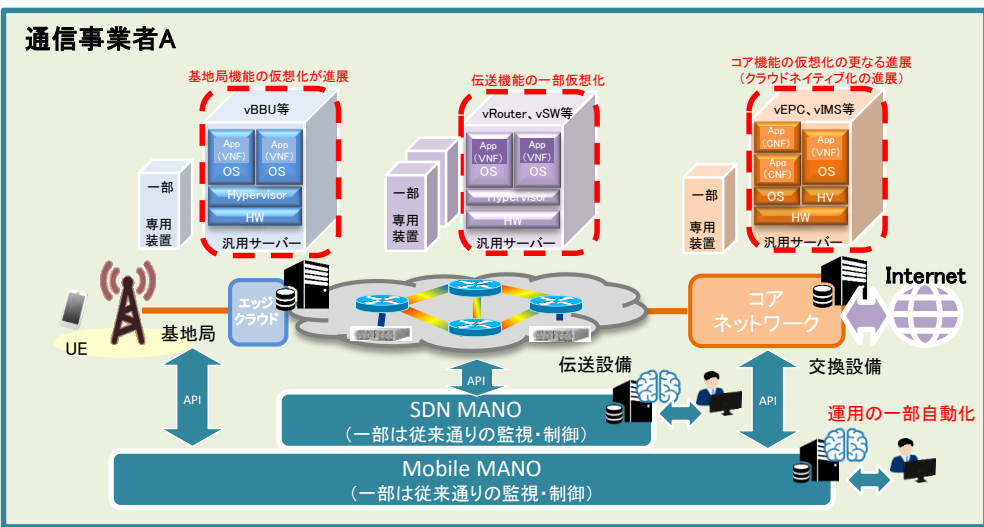 通信事業者A
基地局機能の仮想化が進展
伝送機能の一部仮想化
コア機能の仮想化の更なる進展
(クラウドネイティブ化の進展)
vBBU等
App
(VNF)
OS
App
(VNF)
OS
Hypervisor
HW
汎用サーバー
一部
専用
装置
vRouter、vSW等
App
(VNF)
OS
App
(VNF)
OS
Hypervisor
HW
汎用サーバー
一部
専用
装置
vEPC、vIMS等
App
(CNF)
App
(CNF)
OS
App
(VNF)
OS
HV
HW
汎用サーバー
一部
専用
装置
UE
基地局
エッジ
クラウド
伝送設備
コア
ネットワーク
Internet
交換設備
API
API
API
SDN MANO
(一部は従来通りの監視・制御)
運用の一部自動化
Mobile MANO
(一部は従来通りの監視・制御)